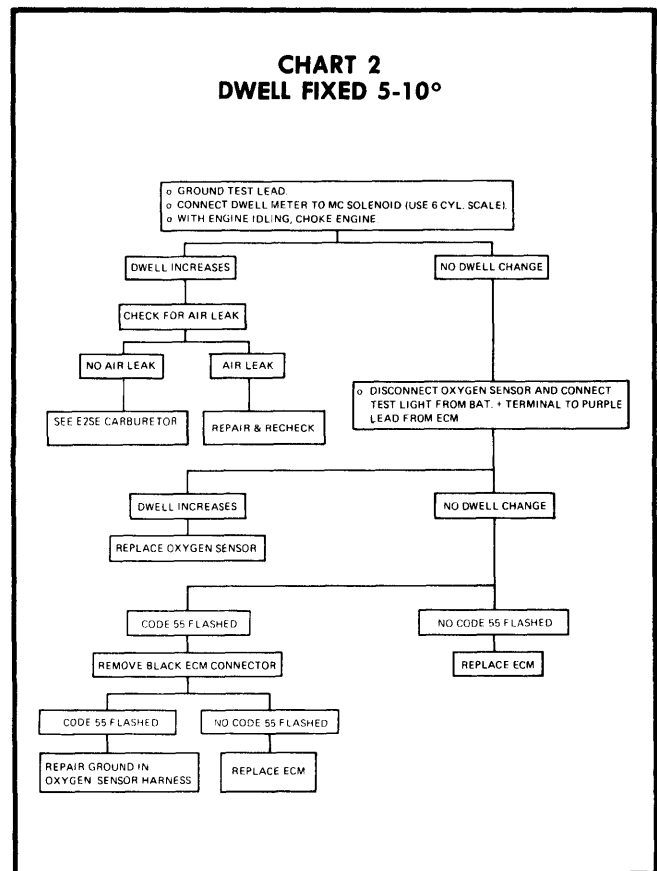 CHART 2
DWELL FIXED 5-10°
o GROUND TEST LEAD.
o CONNECT DWELL METER TO MC SOLENOID (USE 6 CYL. SCALE).
o WITH ENGINE IDLING, CHOKE ENGINE
DWELL INCREASES
NO DWELL CHANGE
CHECK FOR AIR LEAK
NO AIR LEAK
AIR LEAK
SEE E2SE CARBURETOR
REPAIR & RECHECK
o DISCONNECT OXYGEN SENSOR AND CONNECT
TEST LIGHT FROM BAT. + TERMINAL TO PURPLE
LEAD FROM ECM
DWELL INCREASES
NO DWELL CHANGE
REPLACE OXYGEN SENSOR
CODE 55 FLASHED
NO CODE 55 FLASHED
REMOVE BLACK ECM CONNECTOR
REPLACE ECM
CODE 55 FLASHED
NO CODE 55 FLASHED
REPAIR GROUND IN
OXYGEN SENSOR HARNESS
REPLACE ECM